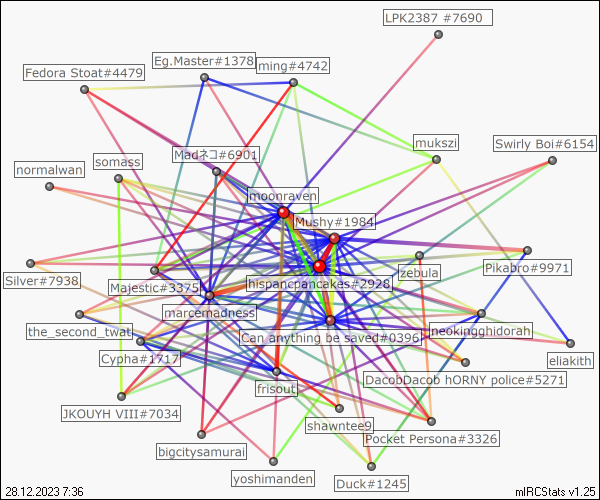 LPK2387 #7690
Eg.Master#1378
ming#4742
Fedora Stoat#4479
mukszi
Swirly Boi#6154
Madネコ#6901
somass
normalwan
moonraven
Mushy#1984
zebula
Pikabro#9971
Silver#7938
Majestic#3375
hispancpancakes#2928
marcemadness
the_second_twat
Can anything be saved#0396
neokingghidorah
Cypha#1717
eliakith
DacobDacob hORNY police#5271
frisout
JKOUYH VIII#7034
shawntee9
Pocket Persona#3326
bigcitysamurai
yoshimanden
Duck#1245
28.12.2023 7:36
mIRCStats v1.25